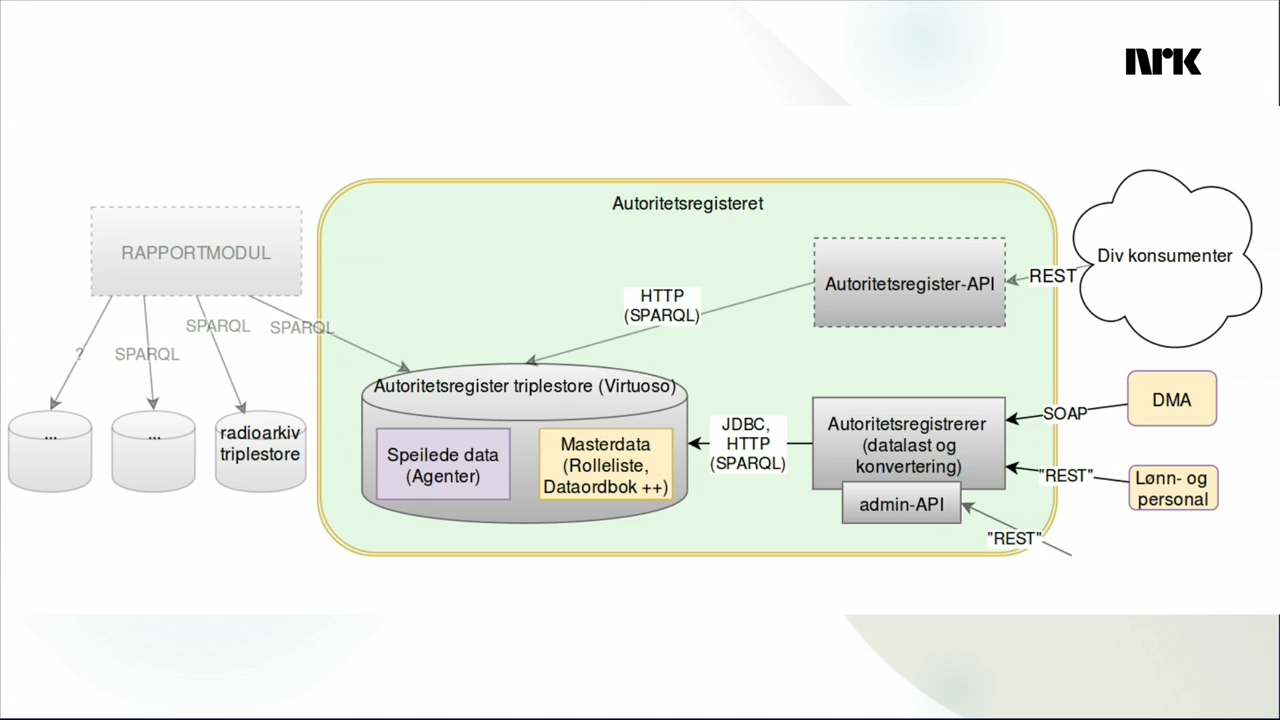 NRK
Autoritetsregisteret
RAPPORTMODUL
Autoritetsregister-API
REST
Div konsumenter
HTTP
(SPARQL)
?
SPARQL
SPARQL
SPARQL
...
...
radioarkiv
triplestore
Autoritetsregister triplestore (Virtuoso)
Speilede data
(Agenter)
Masterdata
(Rolleliste,
Dataordbok ++)
JDBC,
HTTP
(SPARQL)
Autoritetsregistrerer
(datalast og
konvertering)
admin-API
SOAP
DMA
"REST"
Lønn- og
personal
"REST"